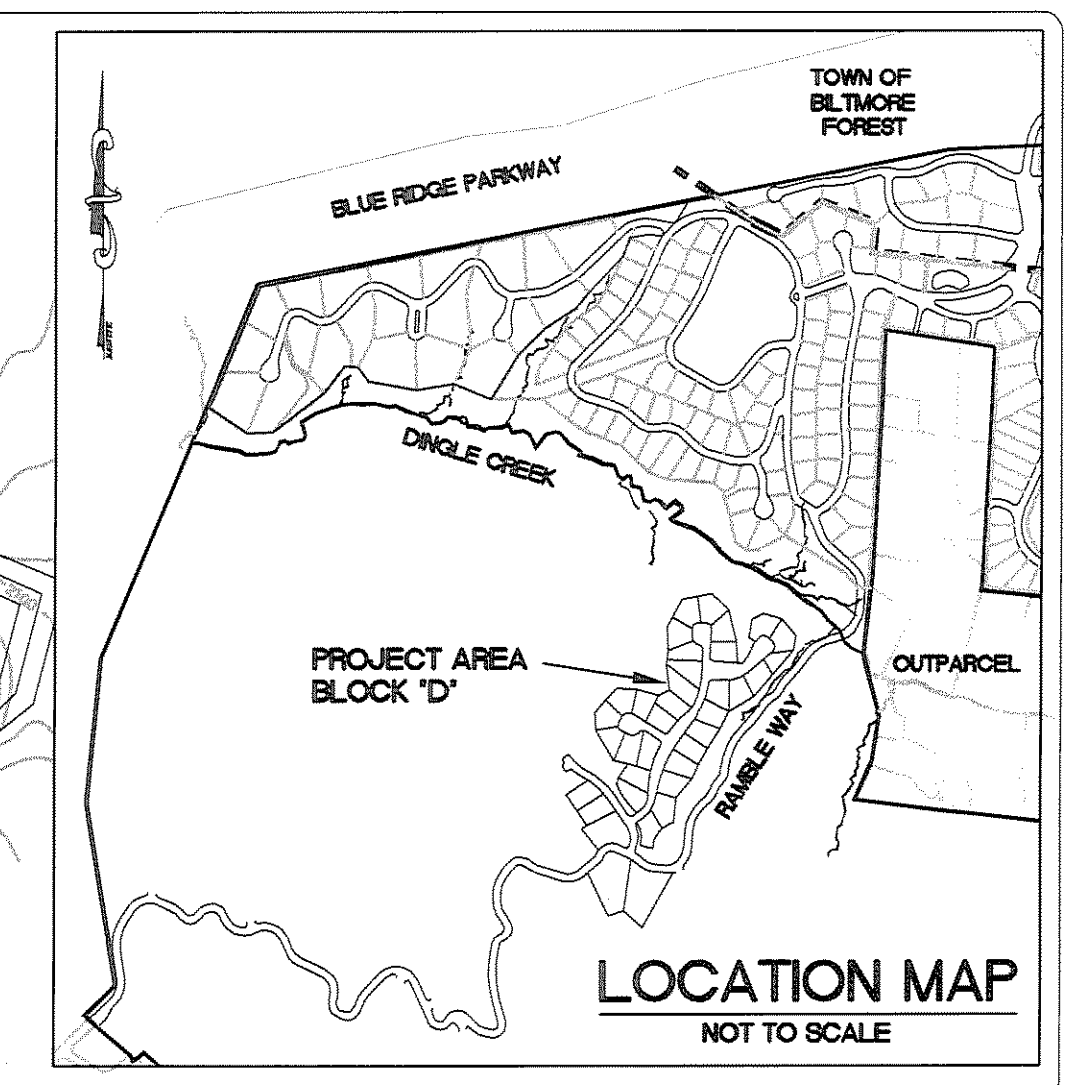 TOWN OF
BILTMORE
FOREST
BLUE RIDGE PARKWAY
DINGLE CREEK
PROJECT AREA
BLOCK "D"
OUTPARCEL
RAMBLE WAY
LOCATION MAP
NOT TO SCALE